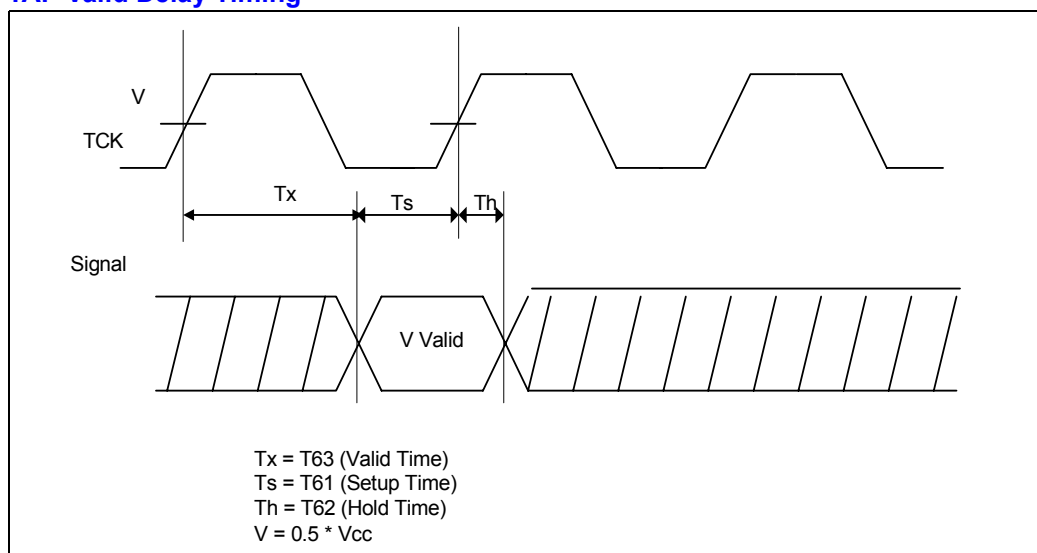 TAP Valid Delay Timing
V
TCK
Tx
Ts
Th
Signal
V Valid
Tx = T63 (Valid Time)
Ts = T61 (Setup Time)
Th = T62 (Hold Time)
V = 0.5 * Vcc